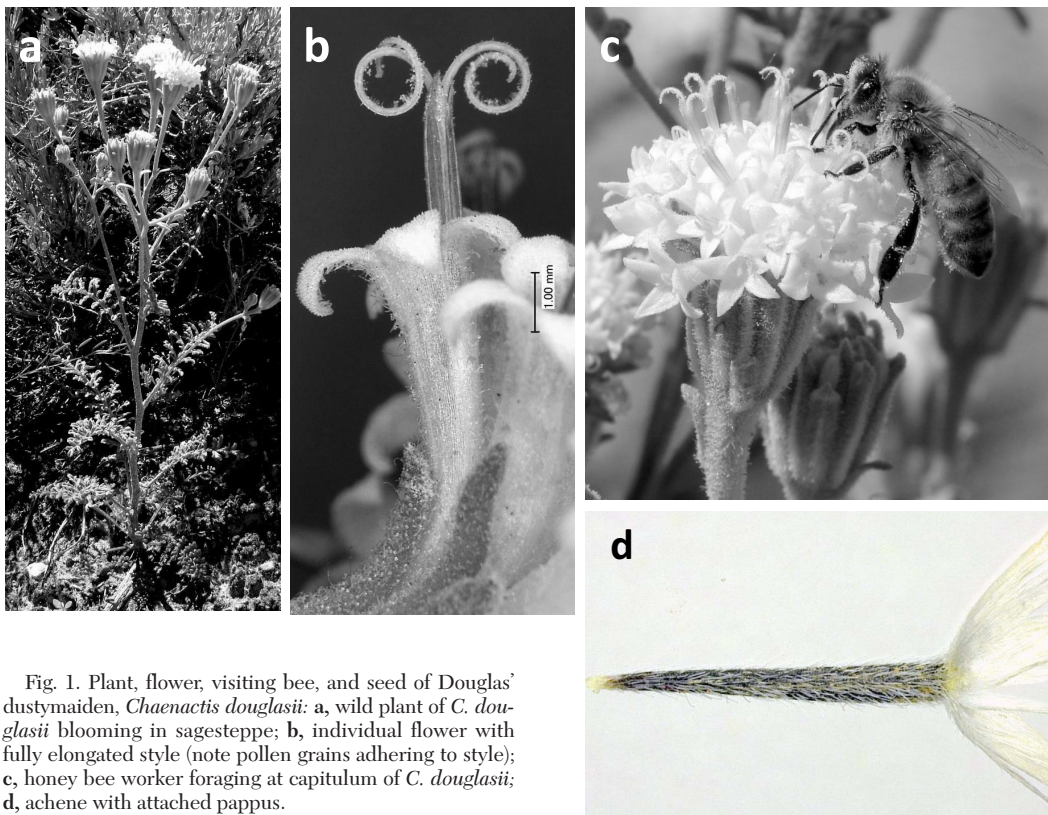 a
b
c
1.00 mm
d
Fig. 1. Plant, flower, visiting bee, and seed of Douglas’
dustymaiden, Chaenactis douglasii: a, wild plant of C. dou-
glasii blooming in sagesteppe; b, individual flower with
fully elongated style (note pollen grains adhering to style);
c, honey bee worker foraging at capitulum of C. douglasii;
d, achene with attached pappus.